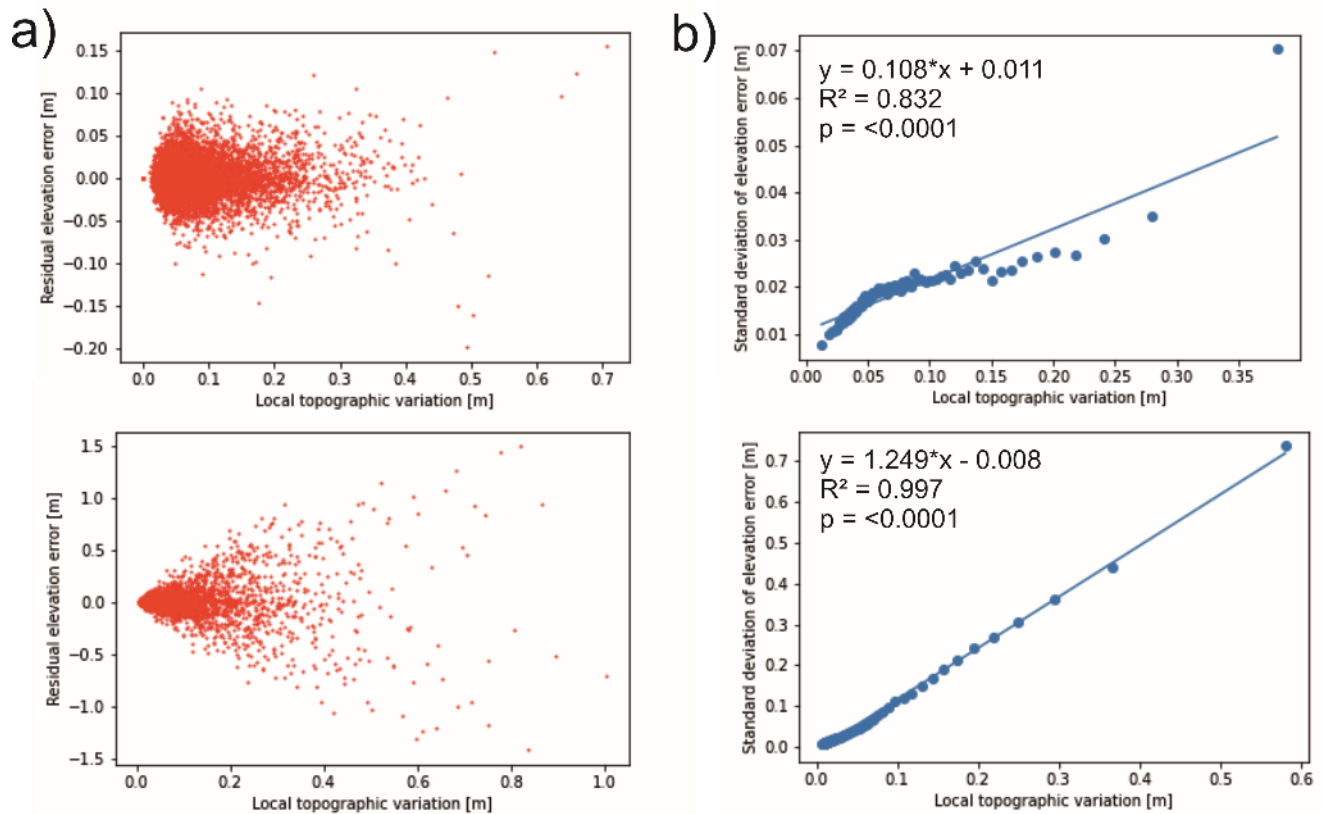 a)
0.15
0.10
0.05
0.00
−0.05
−0.10
−0.15
−0.20
Residual elevation error [m]
0.0 0.1 0.2 0.3 0.4 0.5 0.6 0.7
Local topographic variation [m]
b)
0.07
0.06
0.05
0.04
0.03
0.02
0.01
Standard deviation of elevation error [m]
y = 0.108*x + 0.011
R² = 0.832
p = <0.0001
0.00 0.05 0.10 0.15 0.20 0.25 0.30 0.35
Local topographic variation [m]
1.5
1.0
0.5
0.0
−0.5
−1.0
−1.5
Residual elevation error [m]
0.0 0.2 0.4 0.6 0.8 1.0
Local topographic variation [m]
0.7
0.6
0.5
0.4
0.3
0.2
0.1
0.0
Standard deviation of elevation error [m]
y = 1.249*x - 0.008
R² = 0.997
p = <0.0001
0.0 0.1 0.2 0.3 0.4 0.5 0.6
Local topographic variation [m]